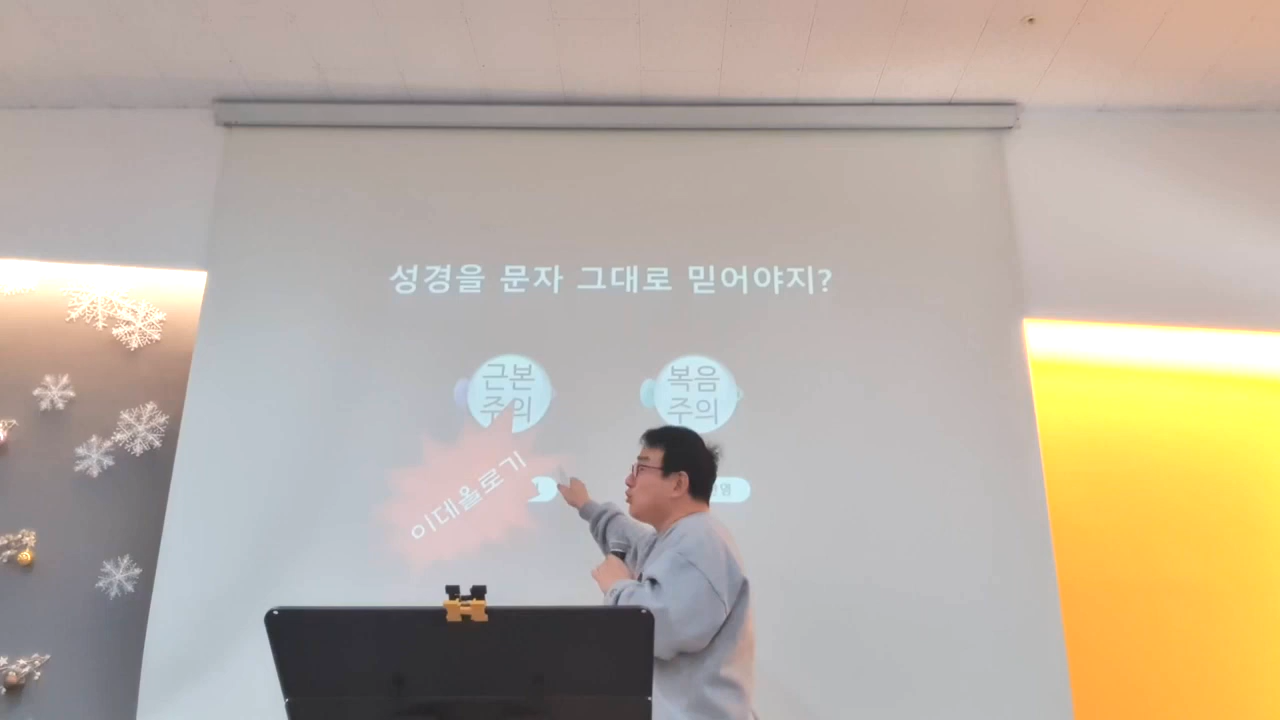 성경을 문자 그대로 믿어야지?
근본
주의
복음
주의
이데올로기